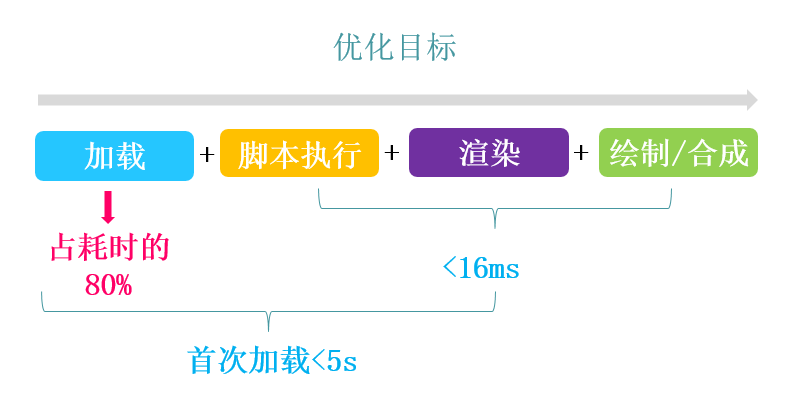 优化目标
加载 + 脚本执行 + 渲染 + 绘制/合成
占耗时的
80%
<16ms
首次加载<5s